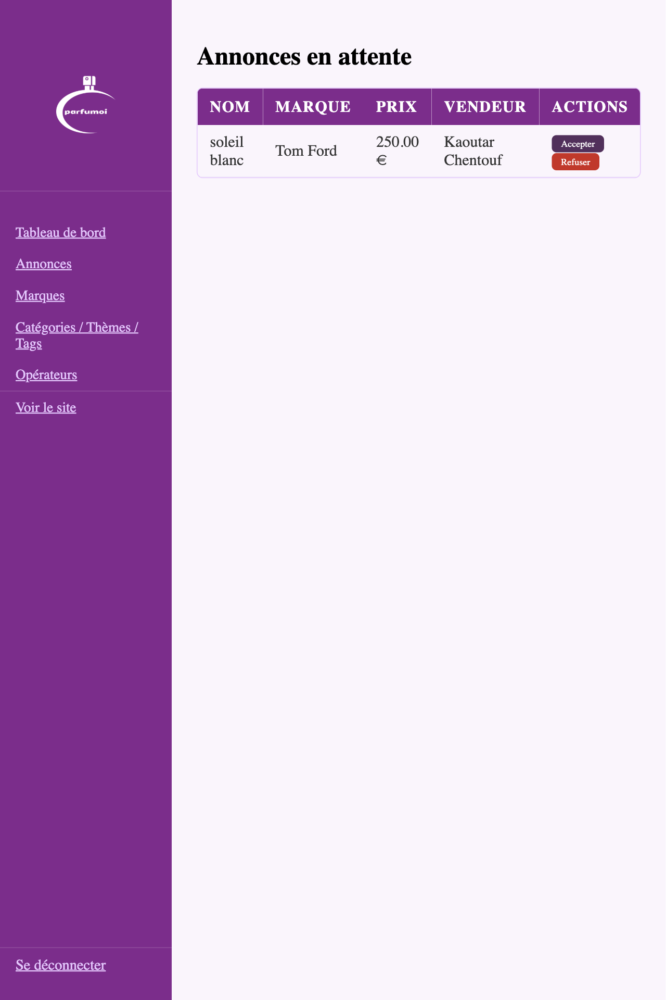 parfumoi
Tableau de bord
Annonces
Marques
Catégories / Thèmes /
Tags
Opérateurs
Voir le site
Se déconnecter
Annonces en attente
NOM MARQUE PRIX VENDEUR ACTIONS
soleil blanc Tom Ford 250.00 € Kaoutar Chentouf Accepter Refuser